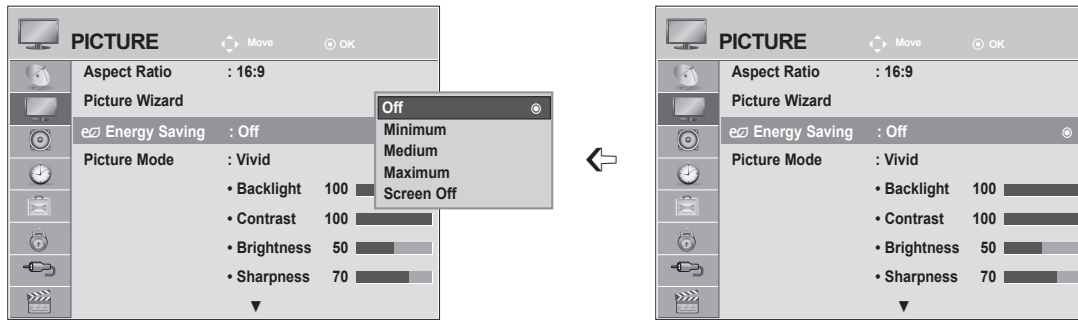 PICTURE Move OK
Aspect Ratio : 16:9
Picture Wizard
Energy Saving : Off
Picture Mode : Vivid
• Backlight 100
• Contrast 100
• Brightness 50
• Sharpness 70
▼
Off
Minimum
Medium
Maximum
Screen Off
PICTURE Move OK
Aspect Ratio : 16:9
Picture Wizard
Energy Saving : Off
Picture Mode : Vivid
• Backlight 100
• Contrast 100
• Brightness 50
• Sharpness 70
▼